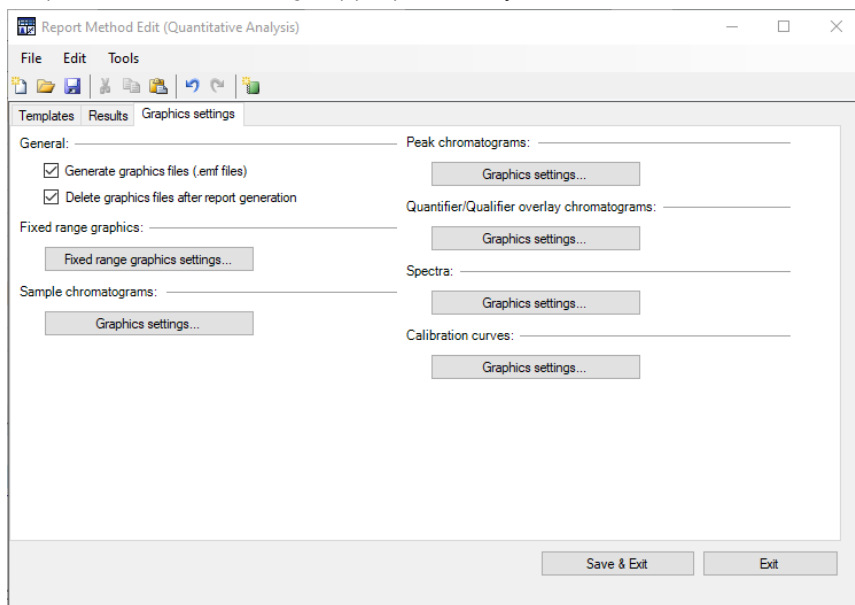 Report Method Edit (Quantitative Analysis)
File Edit Tools
Templates Results Graphics settings
General:
Generate graphics files (.emf files)
Delete graphics files after report generation
Fixed range graphics:
Fixed range graphics settings...
Sample chromatograms:
Graphics settings...
Peak chromatograms:
Graphics settings...
Quantifier/Qualifier overlay chromatograms:
Graphics settings...
Spectra:
Graphics settings...
Calibration curves:
Graphics settings...
Save & Exit Exit